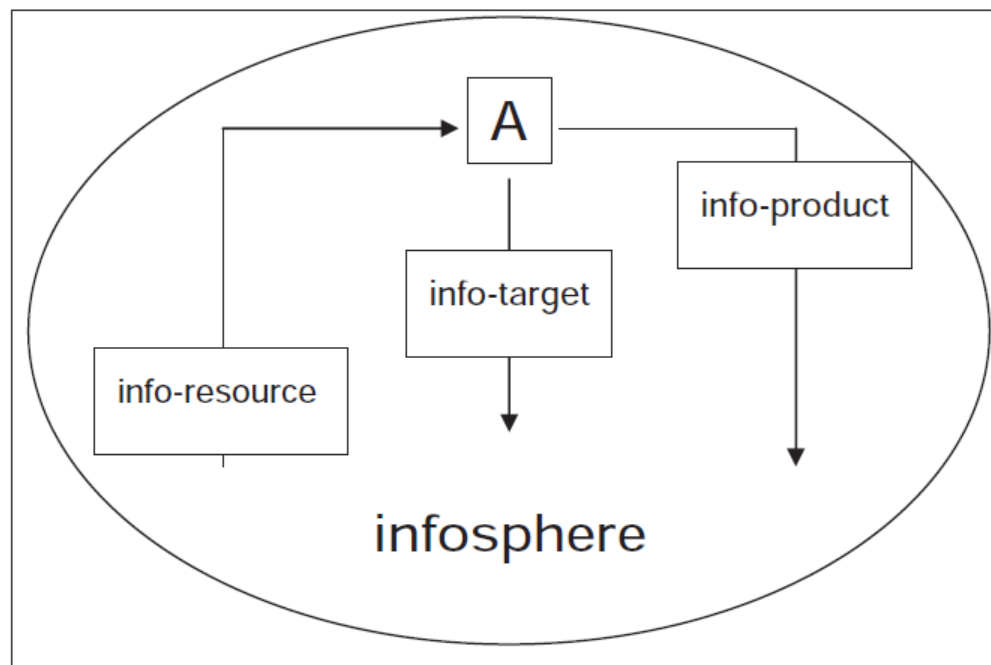 A
info-product
info-target
info-resource
infosphere